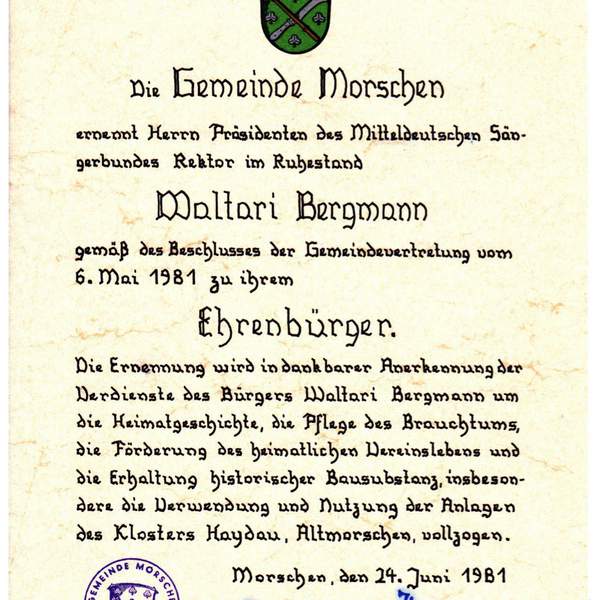 Die Gemeinde Morschen
ernennt Herrn Präsidenten des Mitteldeutschen Sän-
gerbundes Rektor im Ruhestand
Waltari Bergmann
gemäß des Beschlusses der Gemeindevertretung vom
6. Mai 1981 zu ihrem
Ehrenbürger.
Die Ernennung wird in dankbarer Anerkennung der
Verdienste des Bürgers Waltari Bergmann um
die Heimatgeschichte, die Pflege des Brauchtums,
die Förderung des heimatlichen Vereinslebens und
die Erhaltung historischer Bausubstanz, insbeson-
dere die Verwendung und Nutzung der Anlagen
des Klosters Haydau, Altmorschen, vollzogen.
Morschen, den 24. Juni 1981
GEMEINDE MORSCHE